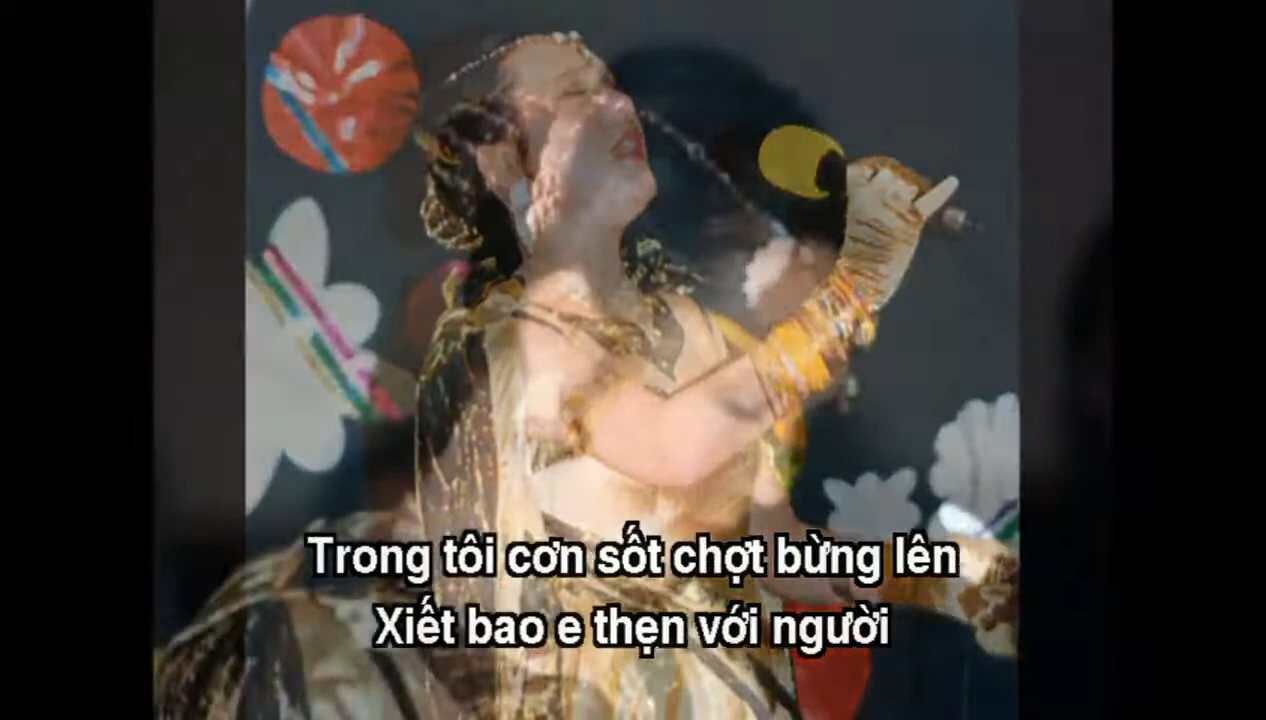 Trong tôi cơn sốt chợt bừng lên
Xiết bao e thẹn với người